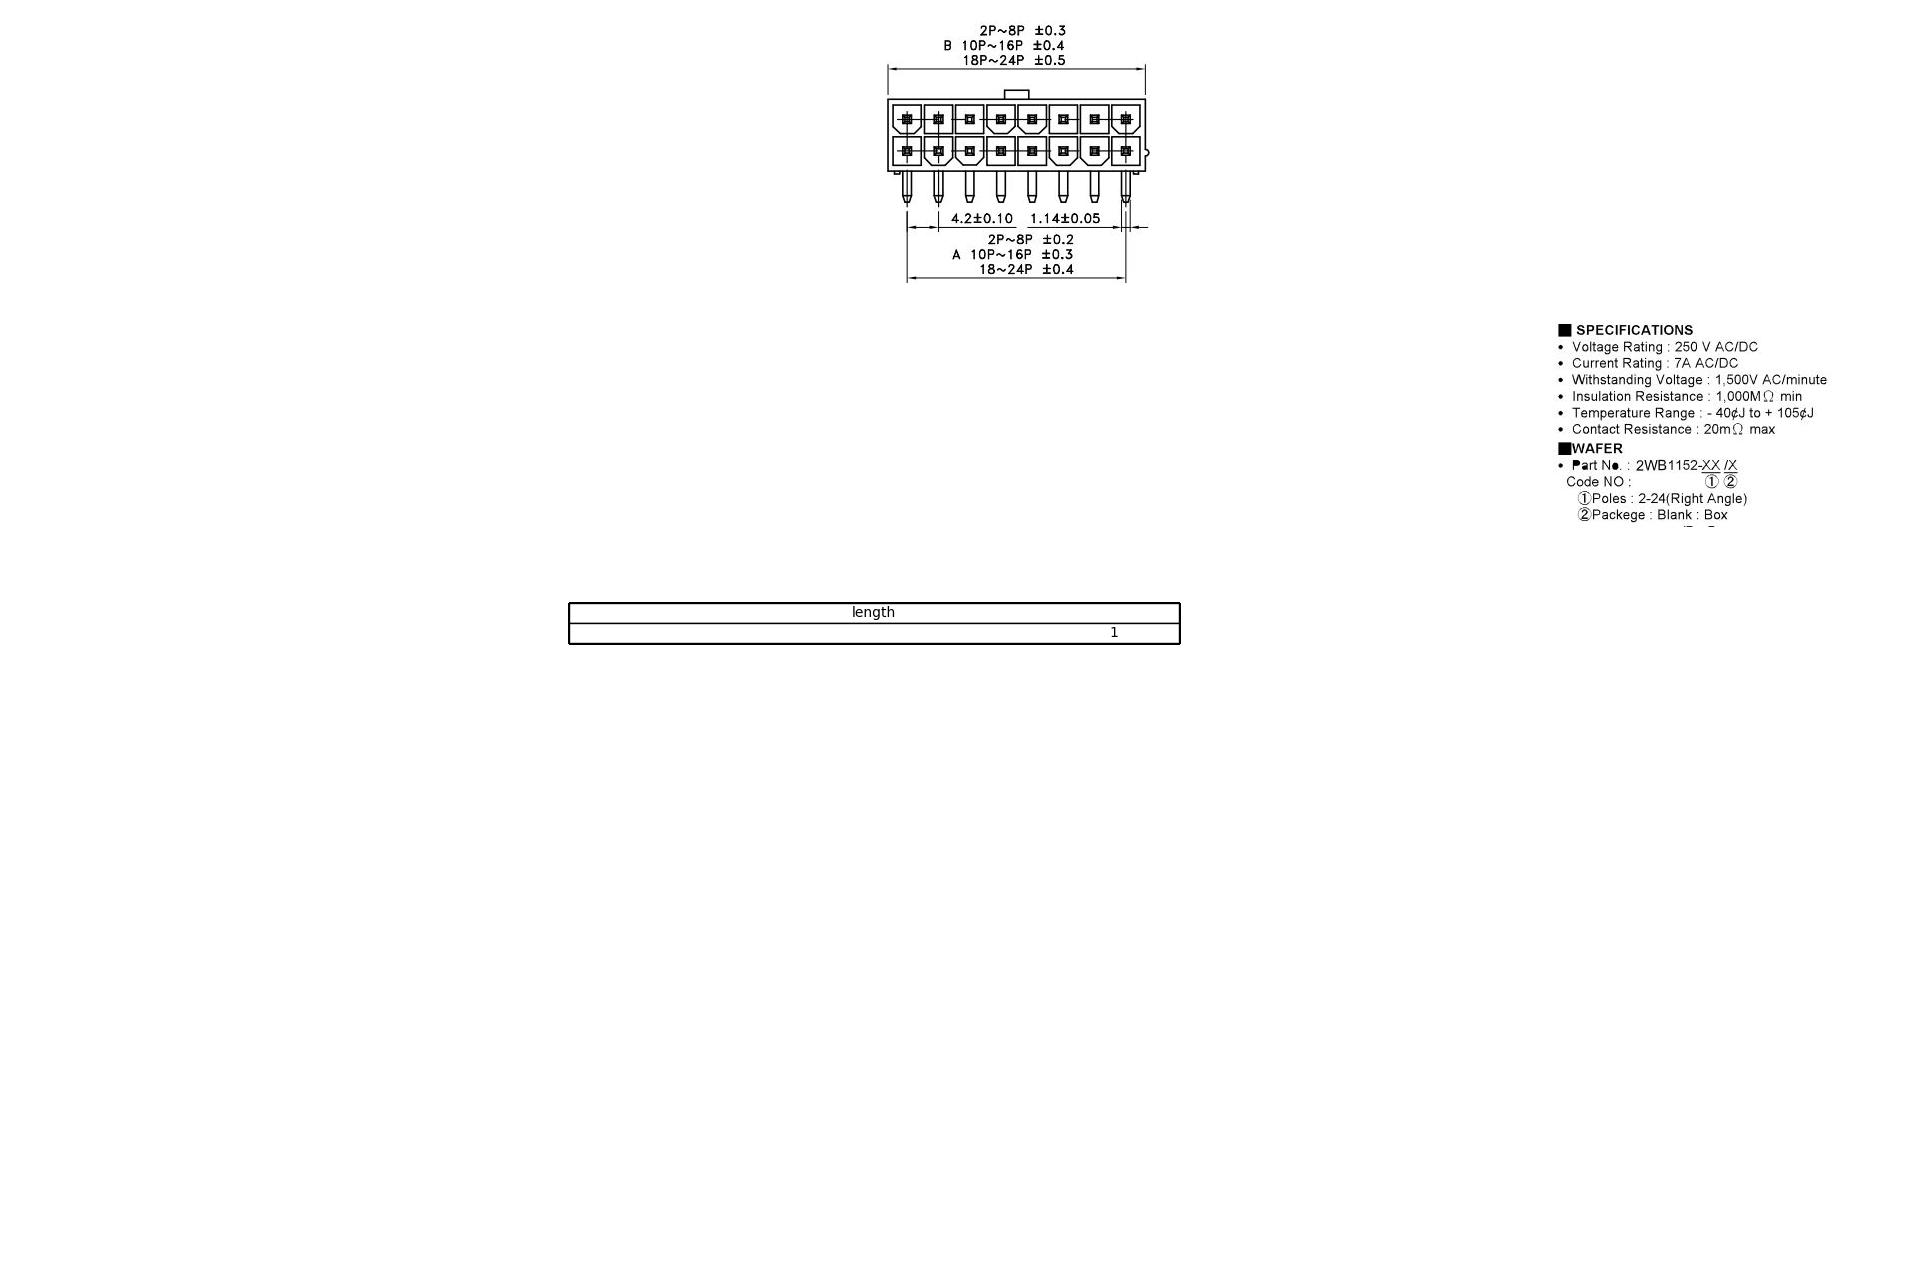 2P~8P ±0.3
B 10P~16P ±0.4
18P~24P ±0.5
4.2±0.10 1.14±0.05
2P~8P ±0.2
A 10P~16P ±0.3
18~24P ±0.4
■ SPECIFICATIONS
• Voltage Rating : 250 V AC/DC
• Current Rating : 7A AC/DC
• Withstanding Voltage : 1,500V AC/minute
• Insulation Resistance : 1,000MΩ min
• Temperature Range : - 40¢J to + 105¢J
• Contact Resistance : 20mΩ max
■WAFER
• Part No. : 2WB1152-XX /X
Code NO : ① ②
①Poles : 2-24(Right Angle)
②Packege : Blank : Box
length
1